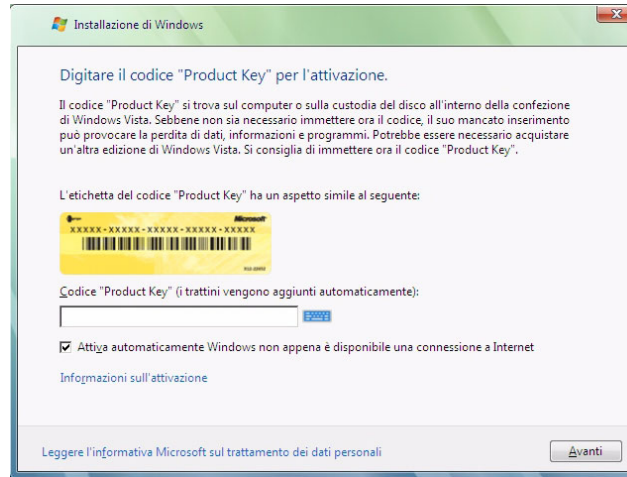 Installazione di Windows
Digitare il codice "Product Key" per l'attivazione.
Il codice "Product Key" si trova sul computer o sulla custodia del disco all'interno della confezione
di Windows Vista. Sebbene non sia necessario immettere ora il codice, il suo mancato inserimento
può provocare la perdita di dati, informazioni e programmi. Potrebbe essere necessario acquistare
un'altra edizione di Windows Vista. Si consiglia di immettere ora il codice "Product Key".
L'etichetta del codice "Product Key" ha un aspetto simile al seguente:
Microsoft
XXXXX-XXXXX-XXXXX-XXXXX-XXXXX
Codice "Product Key" (i trattini vengono aggiunti automaticamente):
Attiva automaticamente Windows non appena è disponibile una connessione a Internet
Informazioni sull'attivazione
Leggere l'informativa Microsoft sul trattamento dei dati personali
Avanti